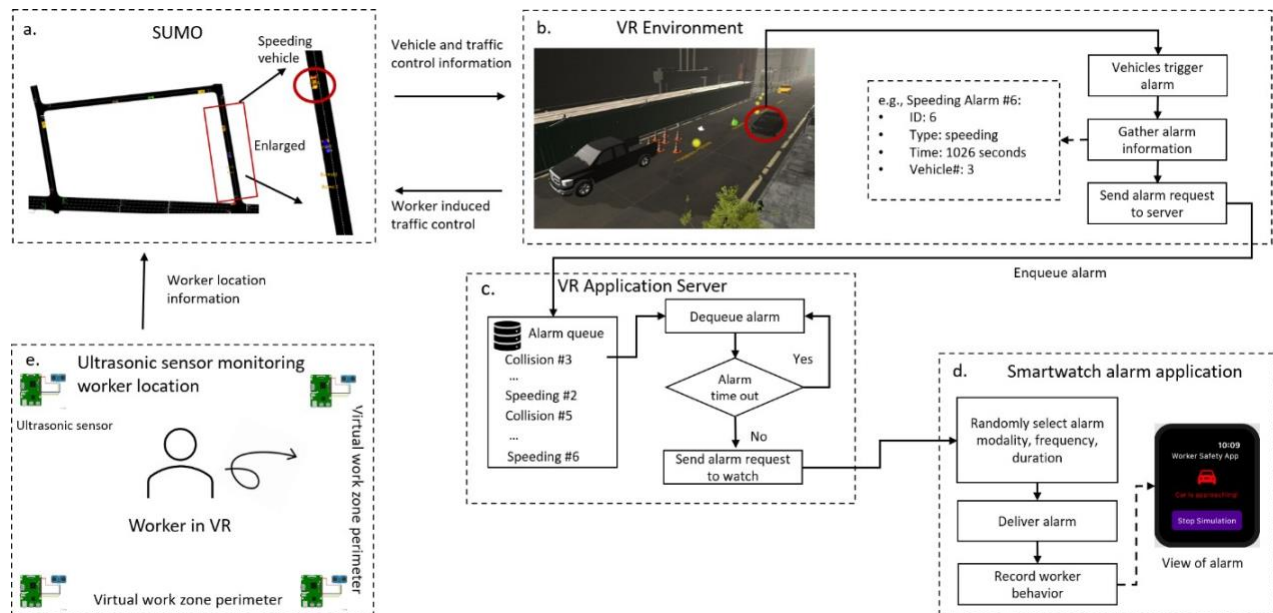 a.
SUMO
Speeding
vehicle
Enlarged
Vehicle and traffic
control information
Worker induced
traffic control
b.
VR Environment
e.g., Speeding Alarm #6:
• ID: 6
• Type: speeding
• Time: 1026 seconds
• Vehicle#: 3
Vehicles trigger
alarm
Gather alarm
information
Send alarm request
to server
Enqueue alarm
Worker location
information
c.
VR Application Server
Alarm queue
Collision #3
...
Speeding #2
Collision #5
...
Speeding #6
Dequeue alarm
Yes
Alarm
time out
No
Send alarm request
to watch
d.
Smartwatch alarm application
Randomly select alarm
modality, frequency,
duration
Deliver alarm
Record worker
behavior
10:09
Worker Safety App
Car is approaching!
Stop Simulation
View of alarm
e.
Ultrasonic sensor monitoring
worker location
Ultrasonic sensor
Worker in VR
Virtual work zone perimeter
Virtual work zone perimeter